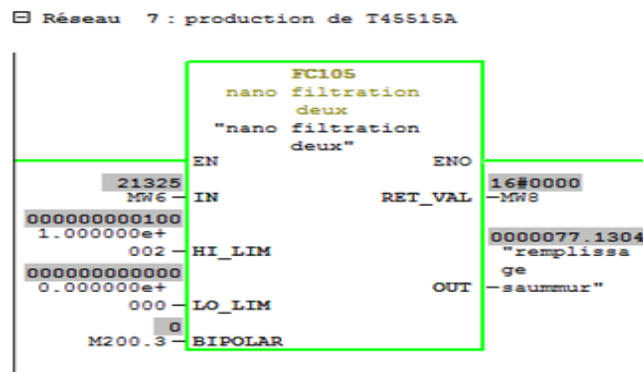 Réseau 7 : production de T45515A
FC105
nano filtration
deux
"nano filtration
deux"
EN ENO
21325 16#0000
MW6 IN RET_VAL MW8
000000000100
1.000000e+ 0000077.1304
002 HI_LIM "remplissa
000000000000 ge
0.000000e+ OUT saummur"
000 LO_LIM
0
M200.3 BIPOLAR